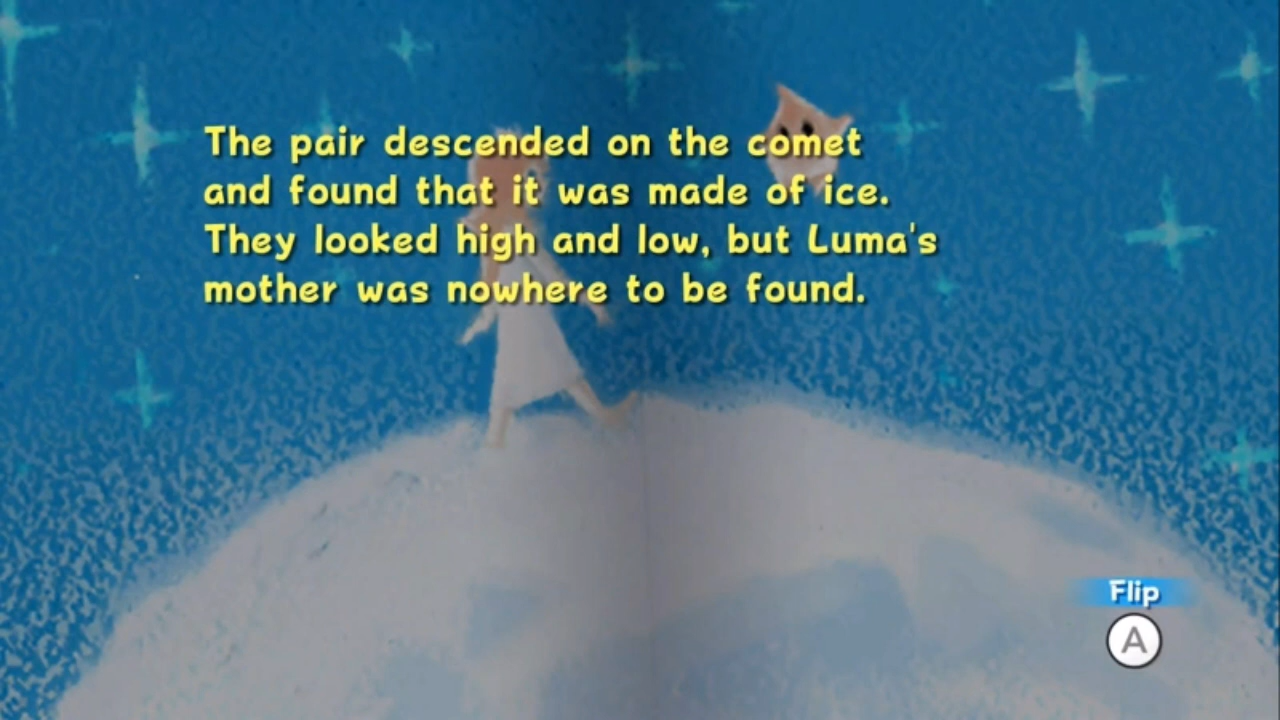 The pair descended on the comet
and found that it was made of ice.
They looked high and low, but Luma's
mother was nowhere to be found.
Flip
A